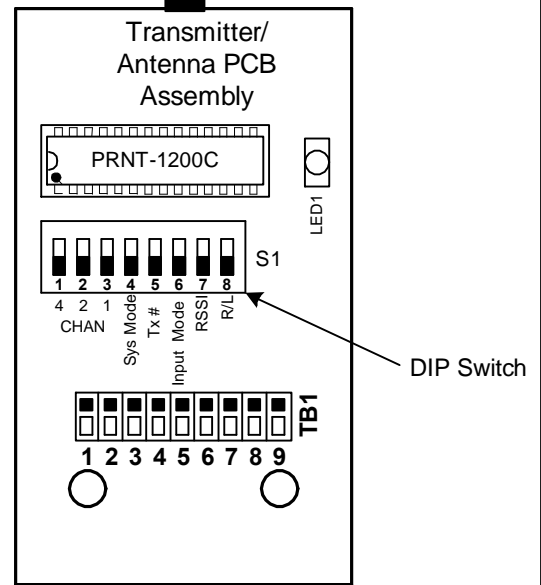 Transmitter/
Antenna PCB
Assembly
PRNT-1200C
LED1
S1
1 2 3 4 5 6 7 8
4 2 1
CHAN
Sys Mode
Tx #
Input Mode
RSSI
R/L
DIP Switch
TB1
1 2 3 4 5 6 7 8 9